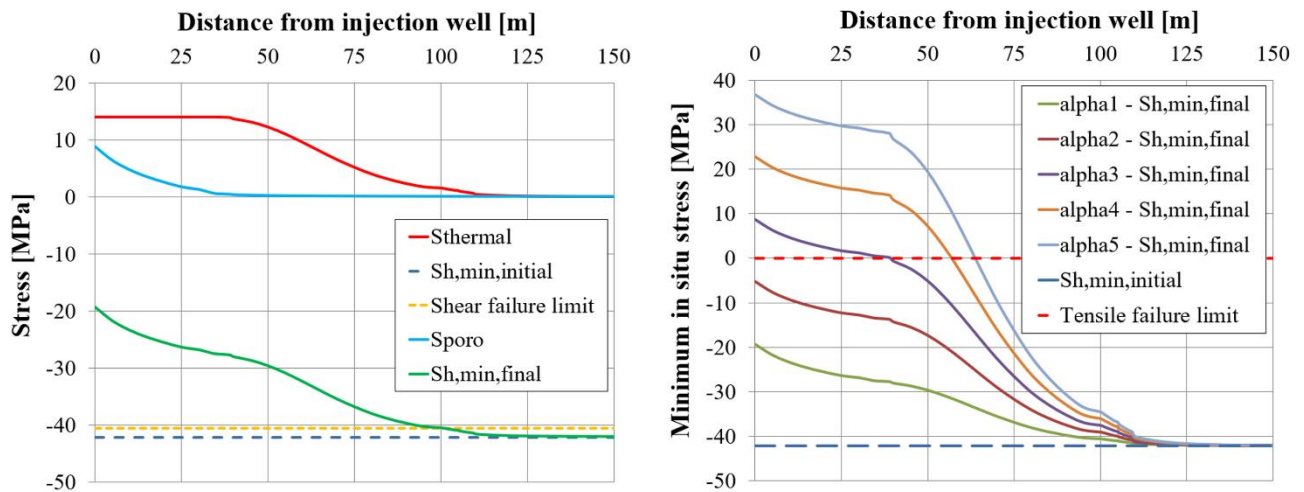 Distance from injection well [m]
0 25 50 75 100 125 150
Stress [MPa]
20
10
0
-10
-20
-30
-40
-50
Sthermal
Sh,min,initial
Shear failure limit
Sporo
Sh,min,final
Distance from injection well [m]
0 25 50 75 100 125 150
Minimum in situ stress [MPa]
40
30
20
10
0
-10
-20
-30
-40
-50
alpha1 - Sh,min,final
alpha2 - Sh,min,final
alpha3 - Sh,min,final
alpha4 - Sh,min,final
alpha5 - Sh,min,final
Sh,min,initial
Tensile failure limit